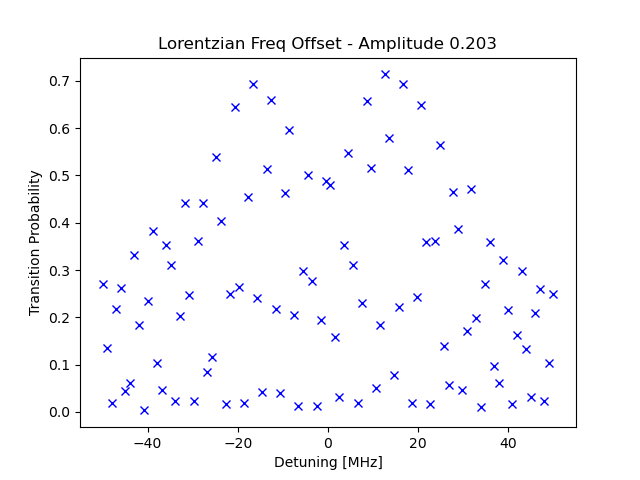 Lorentzian Freq Offset - Amplitude 0.203
Transition Probability
0.7
0.6
0.5
0.4
0.3
0.2
0.1
0.0
−40 −20 0 20 40
Detuning [MHz]